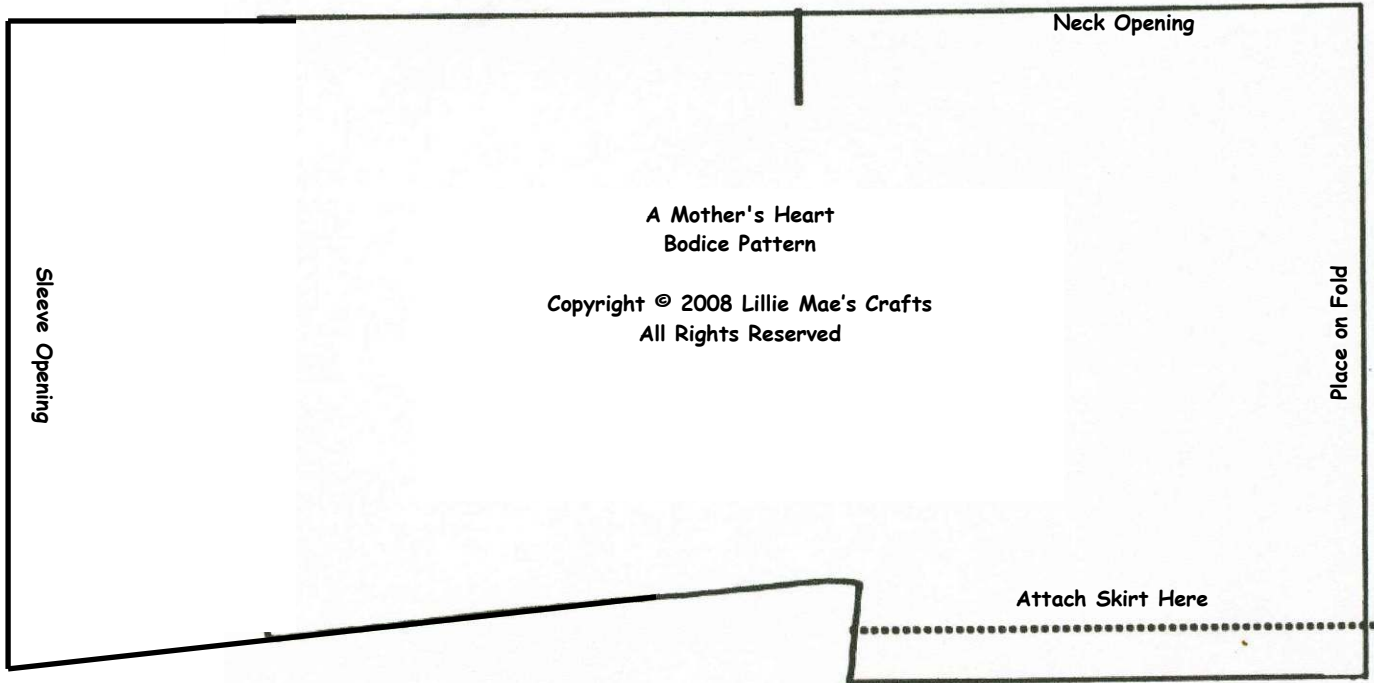 Neck Opening
A Mother's Heart
Bodice Pattern
Copyright © 2008 Lillie Mae's Crafts
All Rights Reserved
Sleeve Opening
Place on Fold
Attach Skirt Here